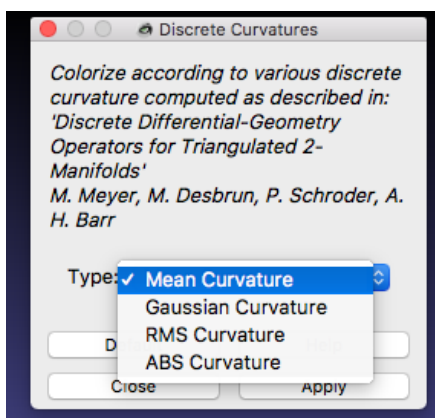 Discrete Curvatures
Colorize according to various discrete
curvature computed as described in:
'Discrete Differential-Geometry
Operators for Triangulated 2-
Manifolds'
M. Meyer, M. Desbrun, P. Schroder, A.
H. Barr
Type: ✓ Mean Curvature
Gaussian Curvature
RMS Curvature
ABS Curvature
Close Apply